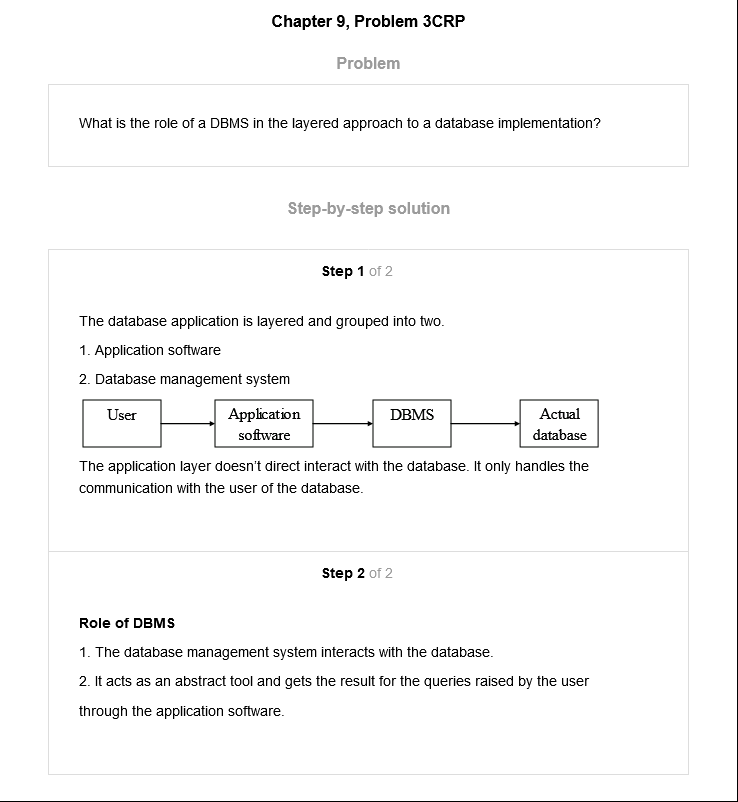 Chapter 9, Problem 3CRP
Problem
What is the role of a DBMS in the layered approach to a database implementation?
Step-by-step solution
Step 1 of 2
The database application is layered and grouped into two.
1. Application software
2. Database management system
User
Application
software
DBMS
Actual
database
The application layer doesn't direct interact with the database. It only handles the
communication with the user of the database.
Step 2 of 2
Role of DBMS
1. The database management system interacts with the database.
2. It acts as an abstract tool and gets the result for the queries raised by the user
through the application software.